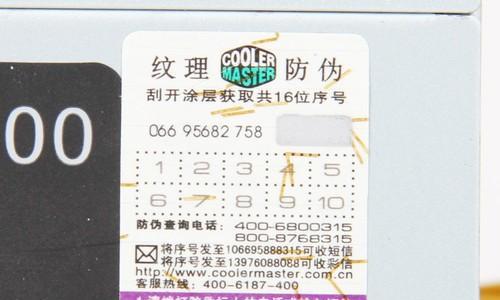 纹理 COOLER MASTER 防伪
刮开涂层获取共16位序号
00
066 95682 758
1 2 3 4 5
6 7 8 9 10
防伪查询电话: 400-6800315
800-9768315
将序号发至106695888315可收短信
将序号发至13976088088可收彩信
http://www.coolermaster.com.cn
客服热线: 400-6187-400